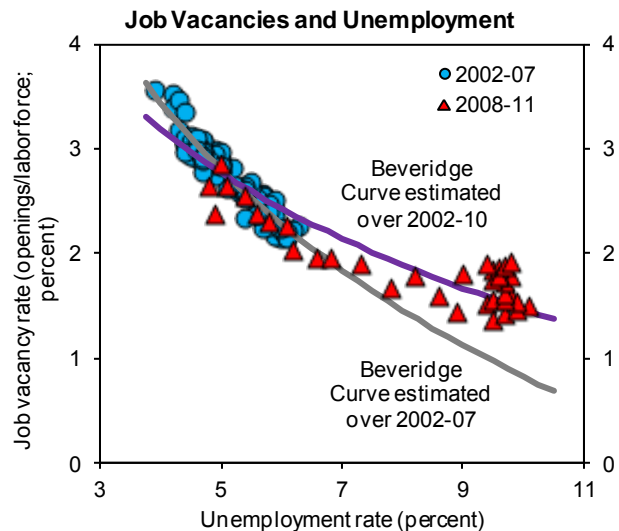 Job Vacancies and Unemployment
Job vacancy rate (openings/laborforce;
percent)
4
3
2
1
0
4
3
2
1
0
2002-07
2008-11
Beveridge
Curve estimated
over 2002-10
Beveridge
Curve estimated
over 2002-07
3
5
7
9
11
Unemployment rate (percent)